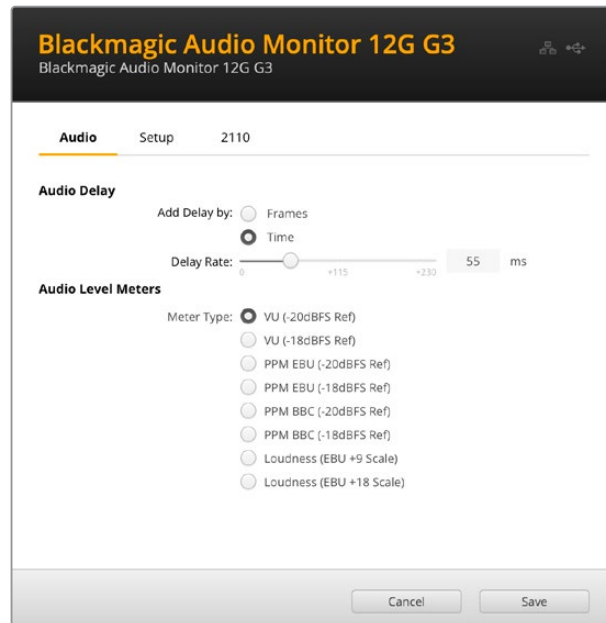 Blackmagic Audio Monitor 12G G3
Blackmagic Audio Monitor 12G G3
Audio Setup 2110
Audio Delay
Add Delay by: Frames
Time
Delay Rate: 55 ms
0 +115 +230
Audio Level Meters
Meter Type: VU (-20dBFS Ref)
VU (-18dBFS Ref)
PPM EBU (-20dBFS Ref)
PPM EBU (-18dBFS Ref)
PPM BBC (-20dBFS Ref)
PPM BBC (-18dBFS Ref)
Loudness (EBU +9 Scale)
Loudness (EBU +18 Scale)
Cancel Save